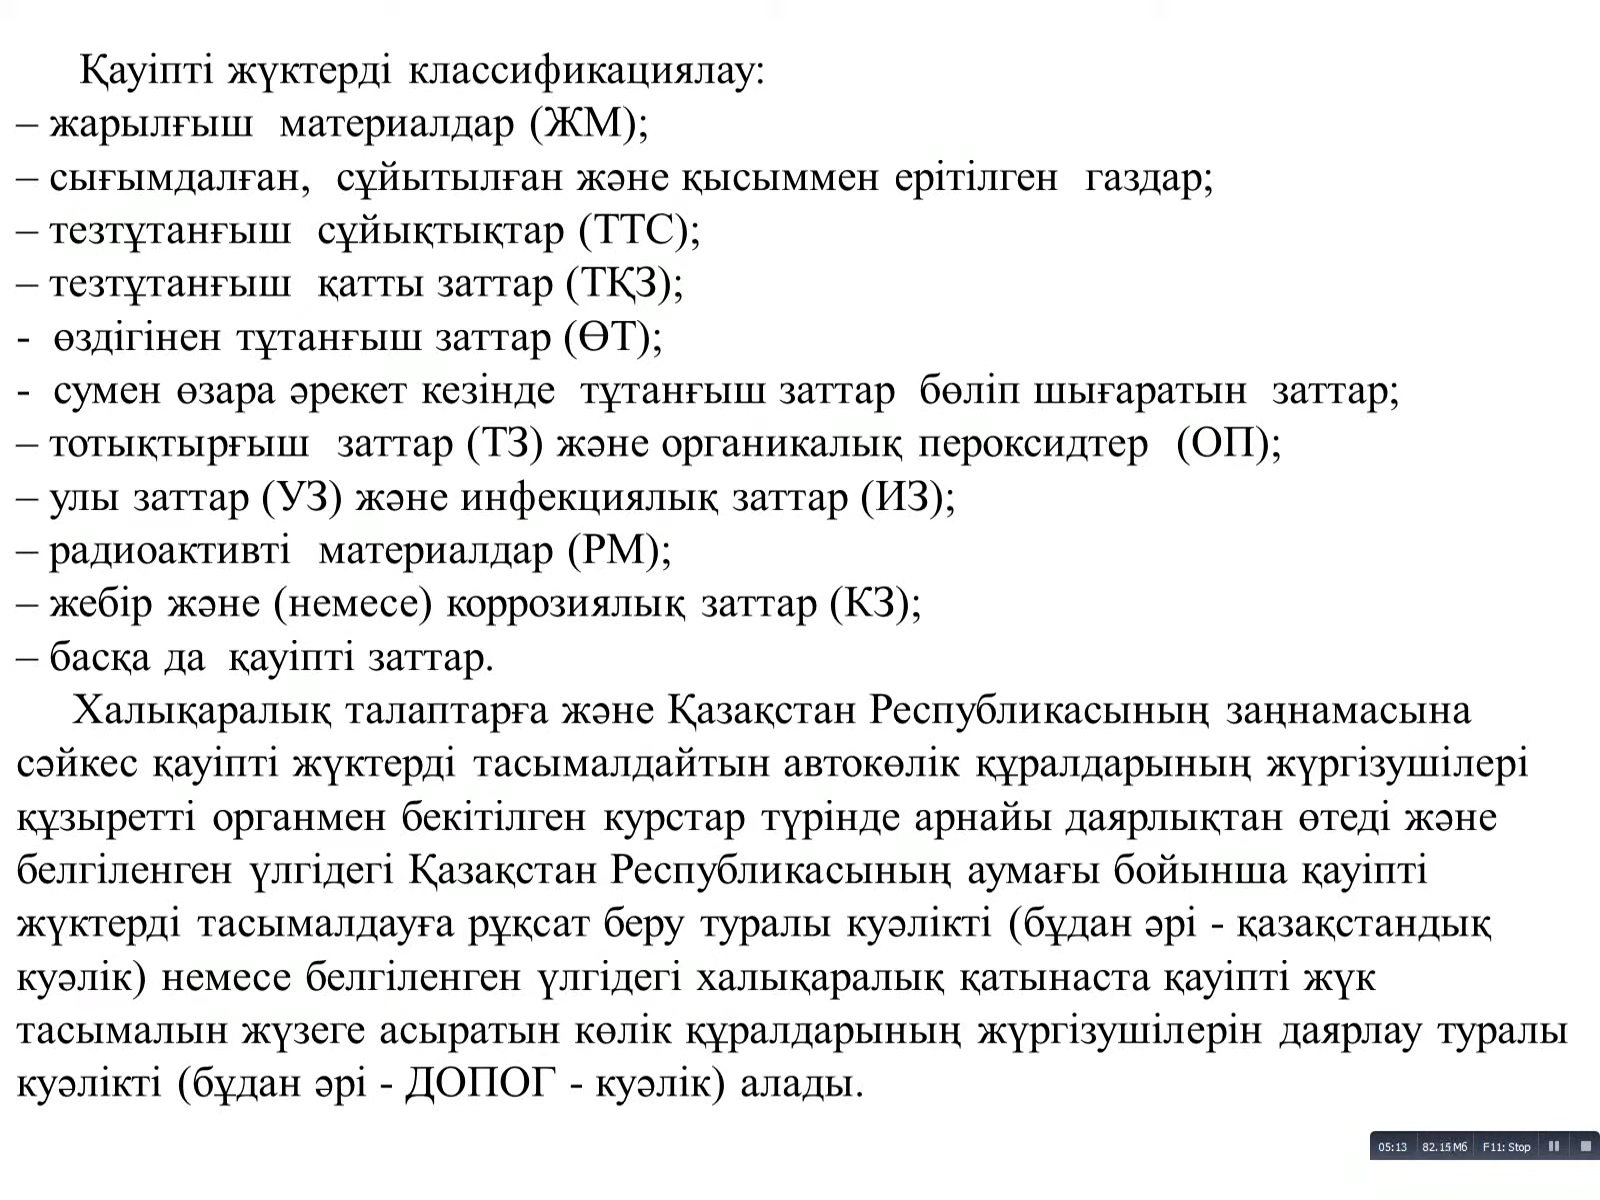 Қауіпті жүктерді классификациялау:
– жарылғыш материалдар (ЖМ);
– сығымдалған, сұйытылған және қысыммен ерітілген газдар;
– тезтұтанғыш сұйықтықтар (ТТС);
– тезтұтанғыш қатты заттар (ТҚЗ);
- өздігінен тұтанғыш заттар (ӨТ);
- сумен өзара әрекет кезінде тұтанғыш заттар бөліп шығаратын заттар;
– тотықтырғыш заттар (ТЗ) және органикалық пероксидтер (ОП);
– улы заттар (УЗ) және инфекциялық заттар (ИЗ);
– радиоактивті материалдар (РМ);
– жебір және (немесе) коррозиялық заттар (КЗ);
– басқа да қауіпті заттар.
Халықаралық талаптарға және Қазақстан Республикасының заңнамасына
сәйкес қауіпті жүктерді тасымалдайтын автокөлік құралдарының жүргізушілері
құзыретті органмен бекітілген курстар түрінде арнайы даярлықтан өтеді және
белгіленген үлгідегі Қазақстан Республикасының аумағы бойынша қауіпті
жүктерді тасымалдауға рұқсат беру туралы куәлікті (бұдан әрі - қазақстандық
куәлік) немесе белгіленген үлгідегі халықаралық қатынаста қауіпті жүк
тасымалын жүзеге асыратын көлік құралдарының жүргізушілерін даярлау туралы
куәлікті (бұдан әрі - ДОПОГ - куәлік) алады.
05:13 82.15 Мб F11: Stop